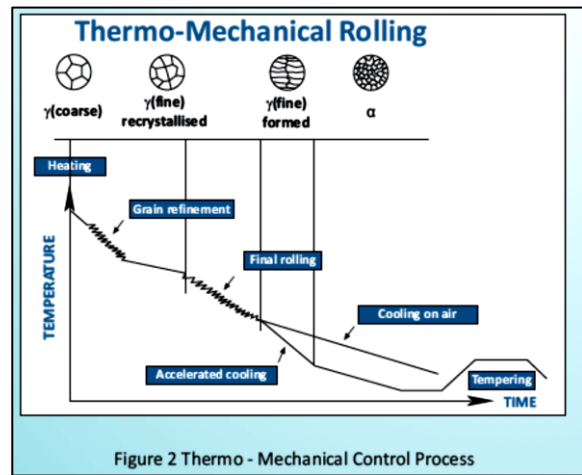 Thermo-Mechanical Rolling
γ(coarse)
γ(fine)
recrystallised
γ(fine)
formed
α
Heating
Grain refinement
TEMPERATURE
Final rolling
Cooling on air
Accelerated cooling
Tempering
TIME
Figure 2 Thermo - Mechanical Control Process